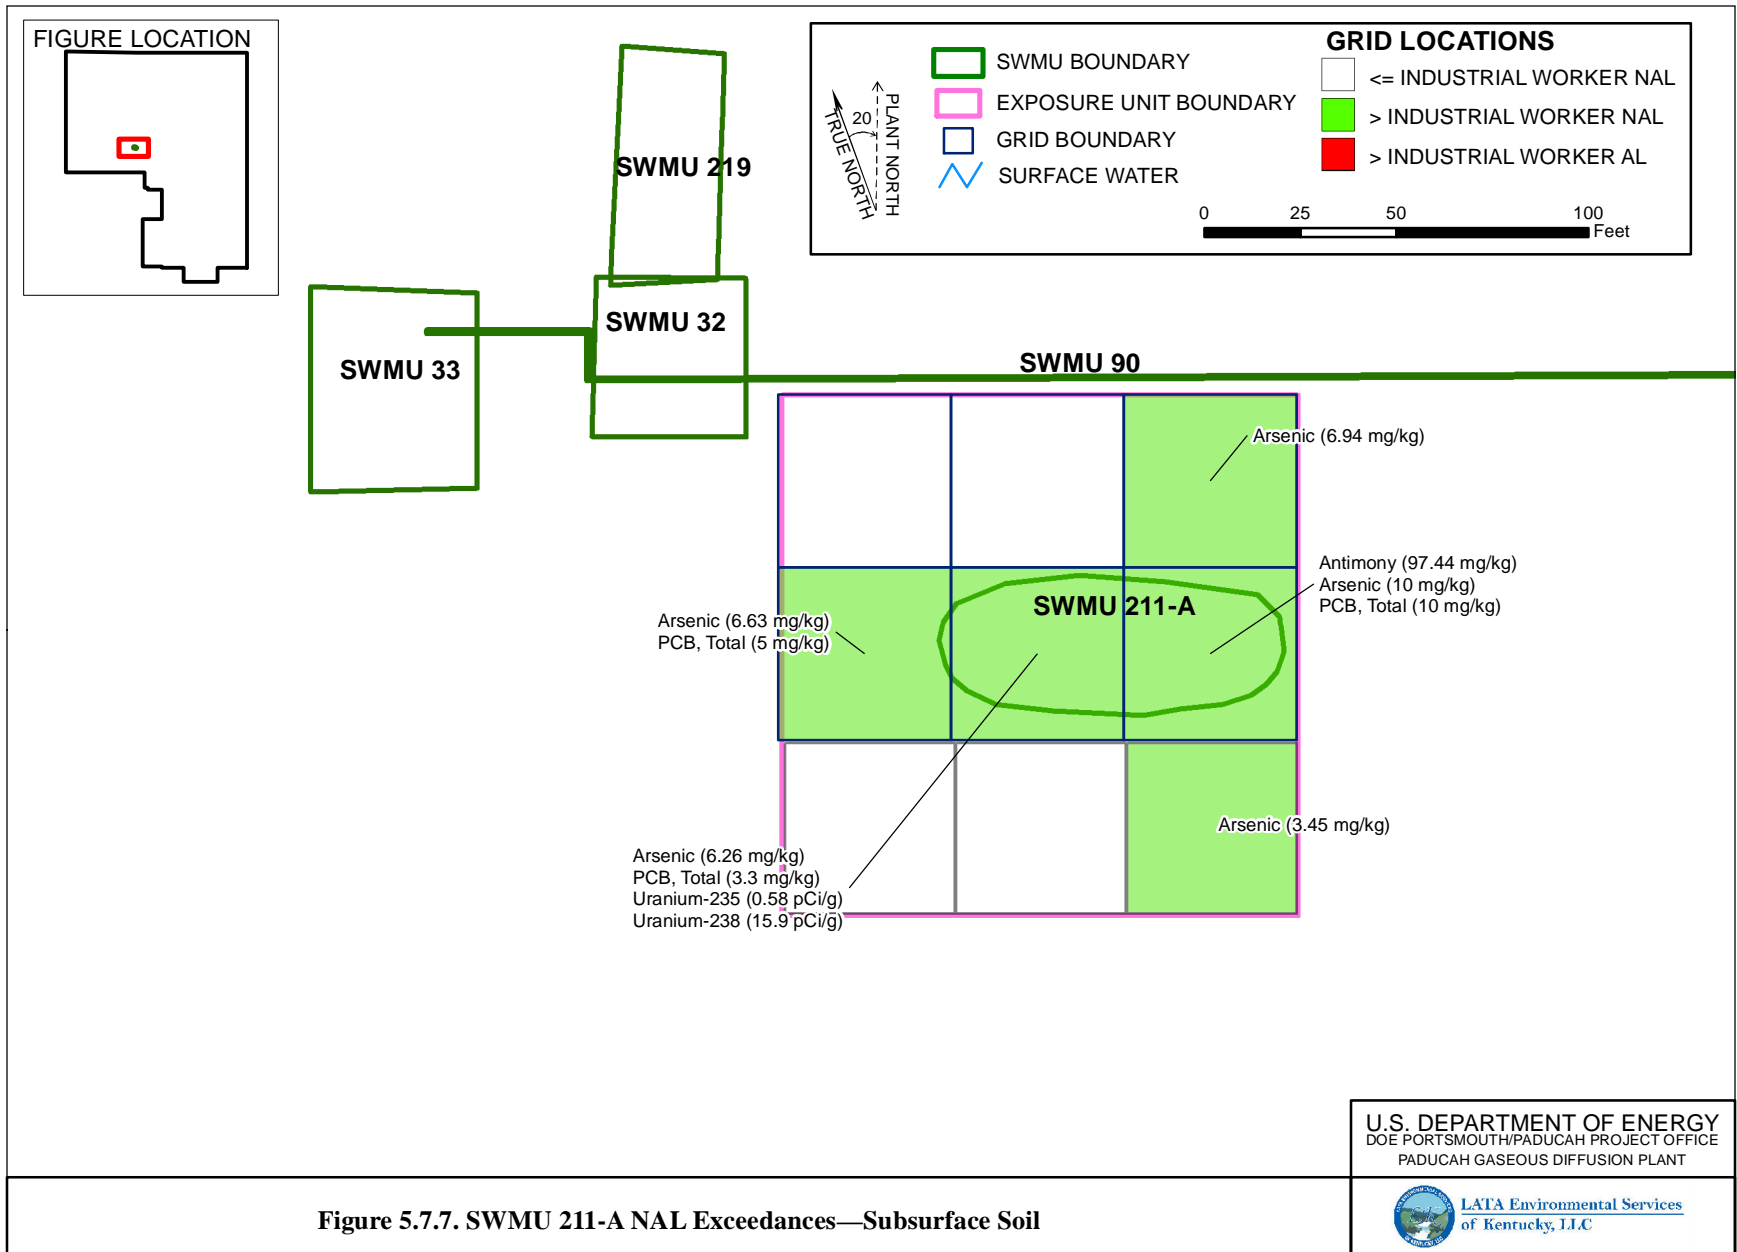 FIGURE LOCATION
SWMU BOUNDARY
EXPOSURE UNIT BOUNDARY
GRID BOUNDARY
SURFACE WATER
TRUE NORTH
20
PLANT NORTH
GRID LOCATIONS
<= INDUSTRIAL WORKER NAL
> INDUSTRIAL WORKER NAL
> INDUSTRIAL WORKER AL
0 25 50 100
Feet
SWMU 219
SWMU 32
SWMU 33
SWMU 90
Arsenic (6.94 mg/kg)
Antimony (97.44 mg/kg)
Arsenic (10 mg/kg)
PCB, Total (10 mg/kg)
SWMU 211-A
Arsenic (6.63 mg/kg)
PCB, Total (5 mg/kg)
Arsenic (3.45 mg/kg)
Arsenic (6.26 mg/kg)
PCB, Total (3.3 mg/kg)
Uranium-235 (0.58 pCi/g)
Uranium-238 (15.9 pCi/g)
U.S. DEPARTMENT OF ENERGY
DOE PORTSMOUTH/PADUCAH PROJECT OFFICE
PADUCAH GASEOUS DIFFUSION PLANT
Figure 5.7.7. SWMU 211-A NAL Exceedances—Subsurface Soil
LATA Environmental Services
of Kentucky, LLC